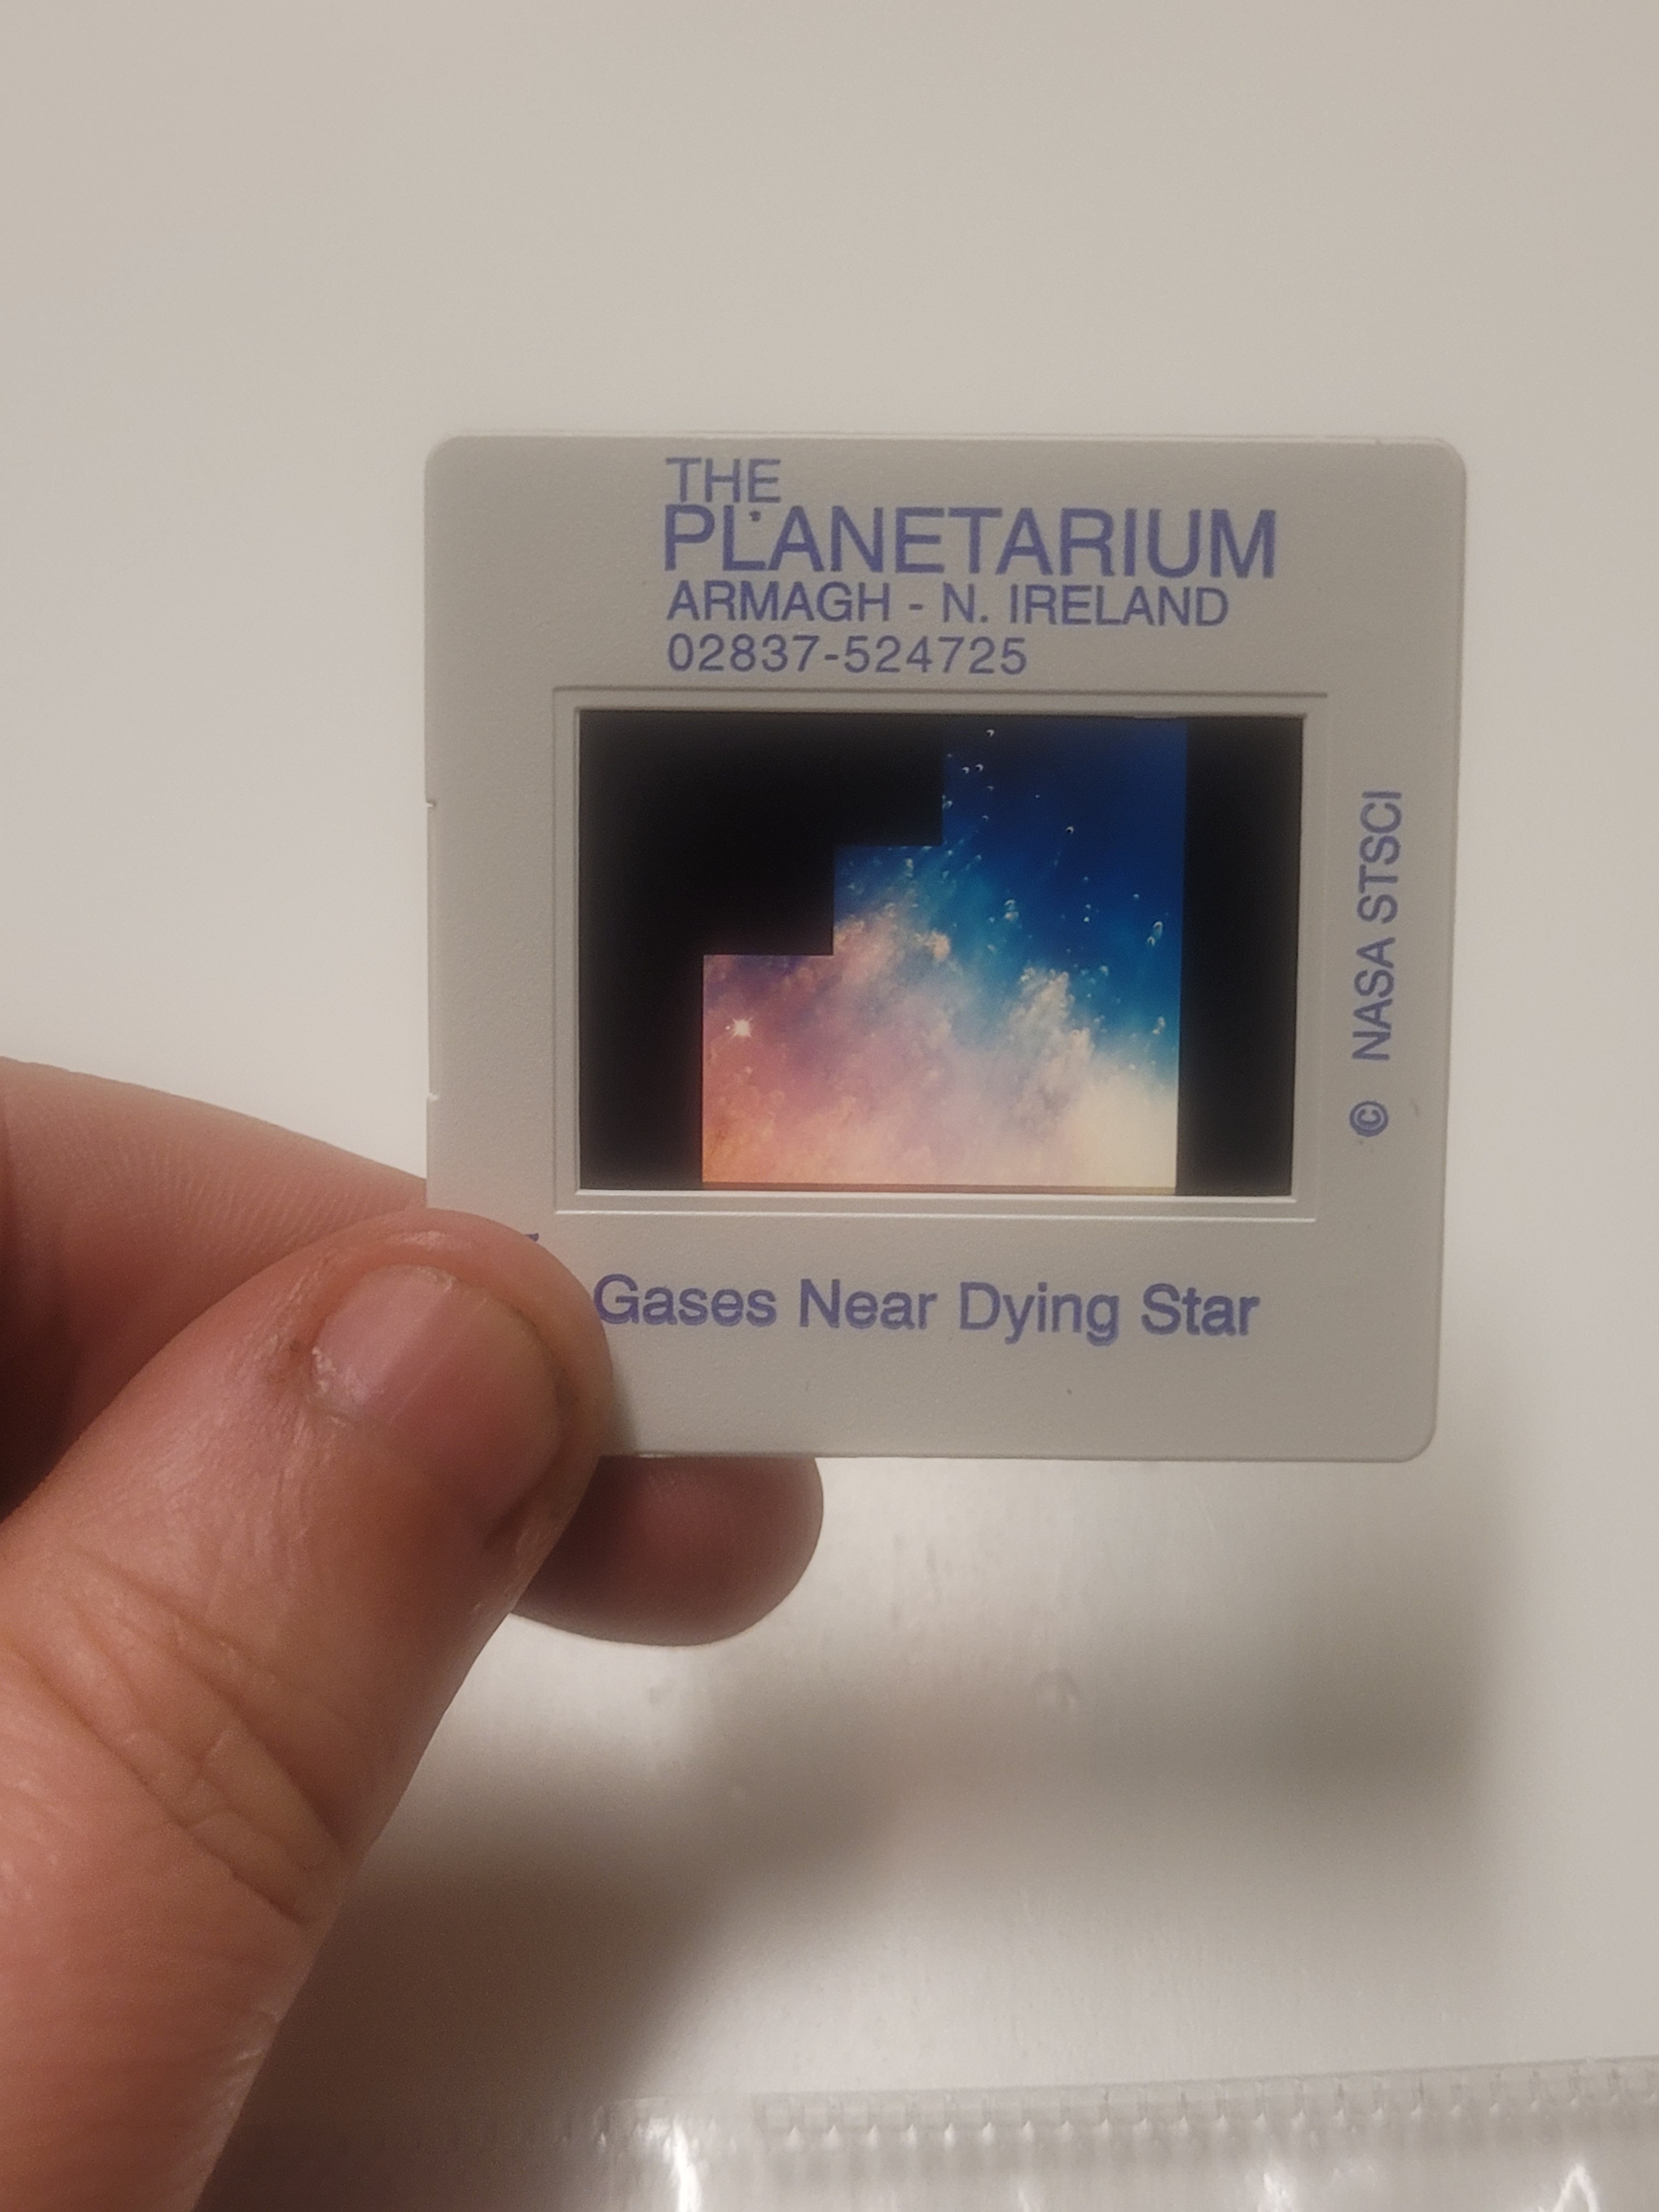 THE
PLANETARIUM
ARMAGH - N. IRELAND
02837-524725
© NASA STSCI
Gases Near Dying Star